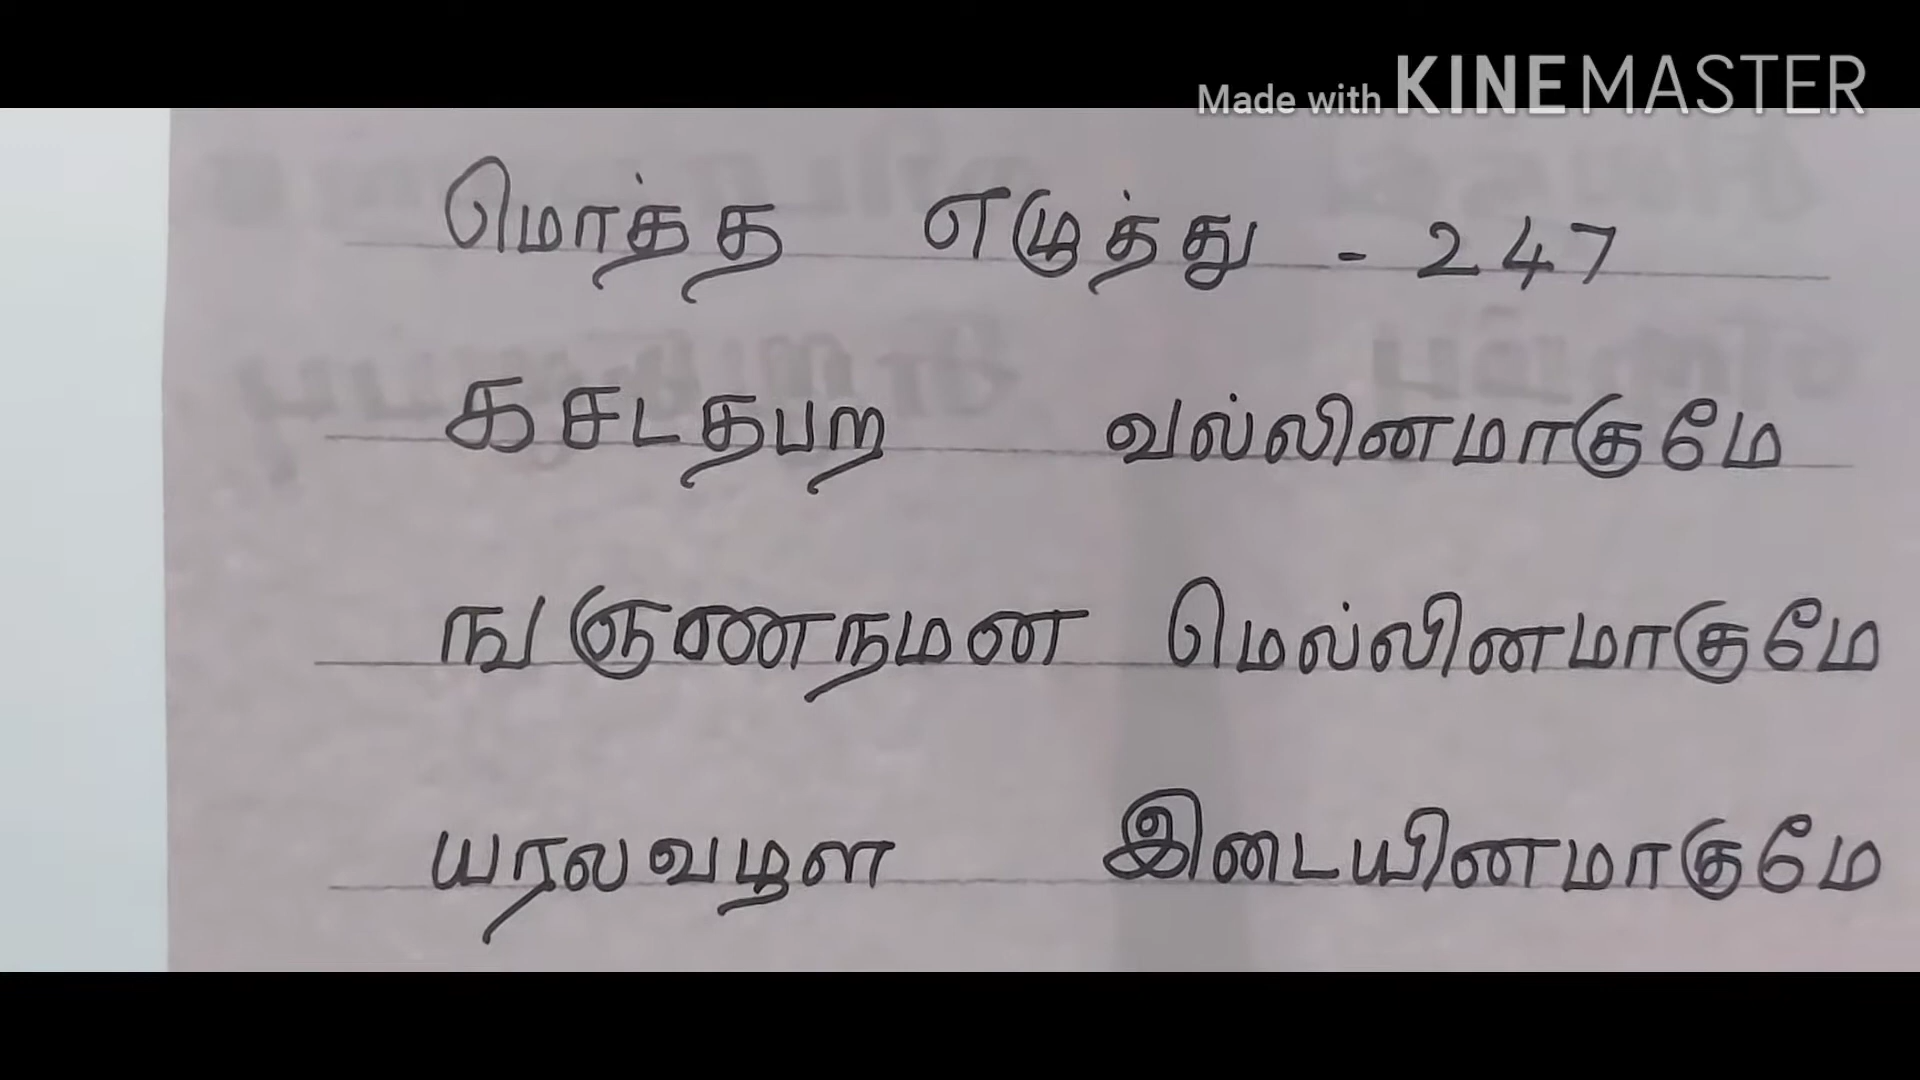 Made with KINEMASTER
மொத்த எழுத்து - 247
கசடதபற வல்லினமாகுமே
ஙஞணநமன மெல்லினமாகுமே
யரலவழள இடையினமாகுமே